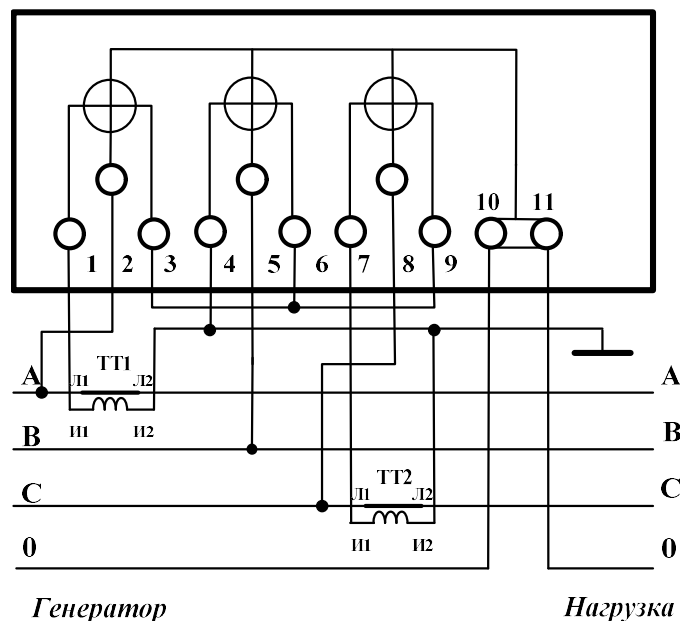 10 11
1 2 3 4 5 6 7 8 9
ТТ1
А Л1 Л2 А
И1 И2
В В
ТТ2
С Л1 Л2 С
И1 И2
0 0
Генератор Нагрузка